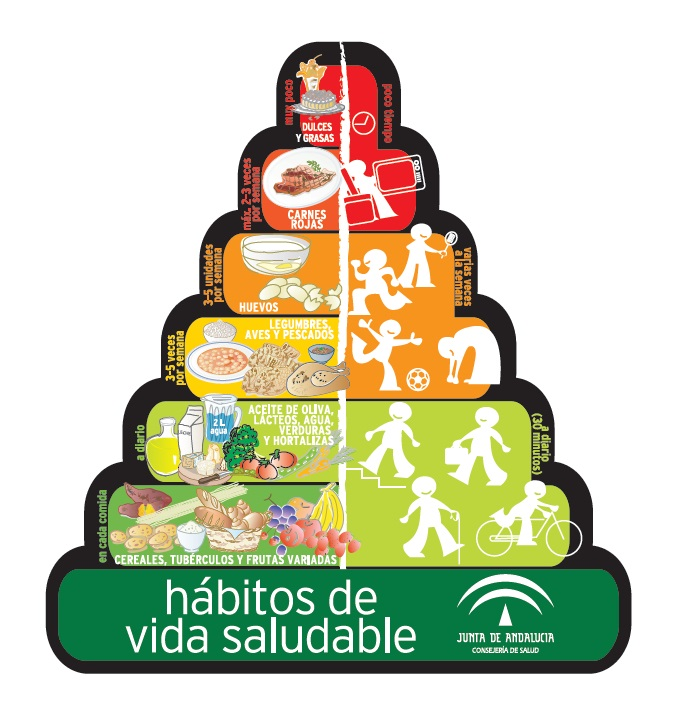 muy poco
DULCES
Y GRASAS
poco tiempo
máx. 2-3 veces
por semana
CARNES
ROJAS
3-5 unidades
por semana
HUEVOS
varias veces
a la semana
3-5 veces
por semana
LEGUMBRES,
AVES Y PESCADOS
a diario
2 L
agua
ACEITE DE OLIVA,
LÁCTEOS, AGUA,
VERDURAS
Y HORTALIZAS
a diario
(30 minutos)
en cada comida
CEREALES, TUBÉRCULOS Y FRUTAS VARIADAS
hábitos de
vida saludable
JUNTA DE ANDALUCIA
CONSEJERÍA DE SALUD